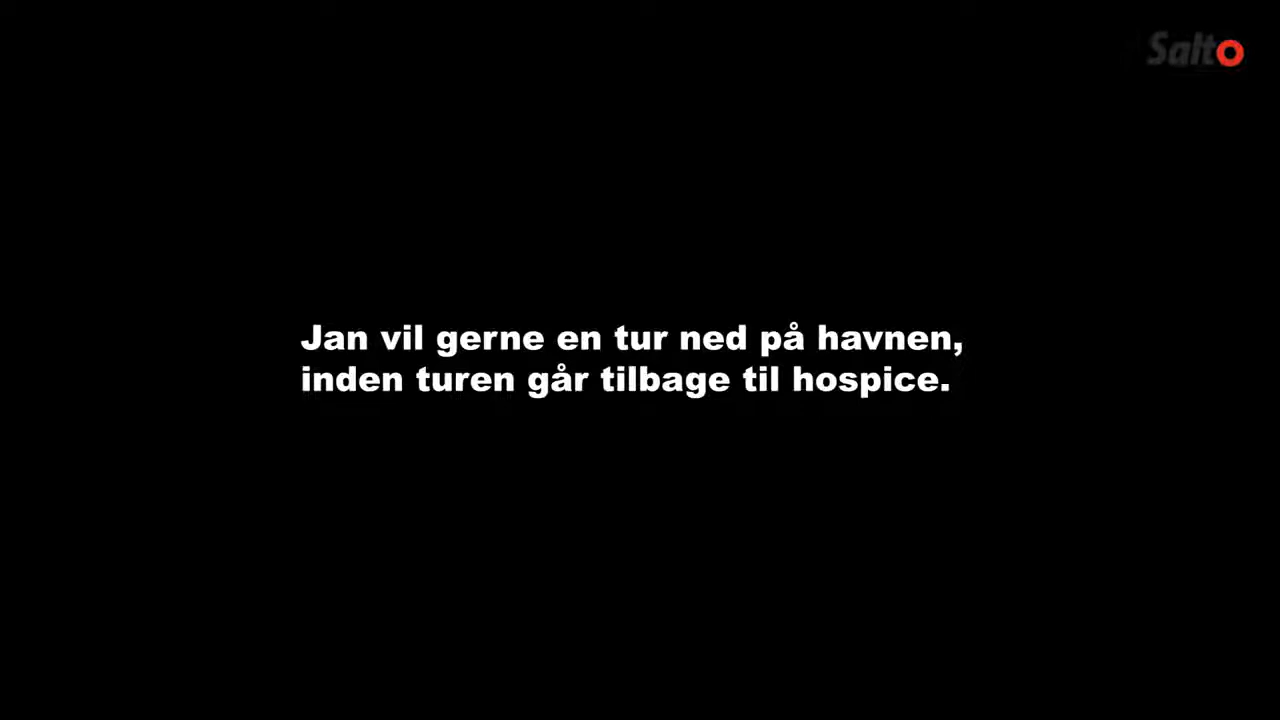 Salto
Jan vil gerne en tur ned på havnen,
inden turen går tilbage til hospice.